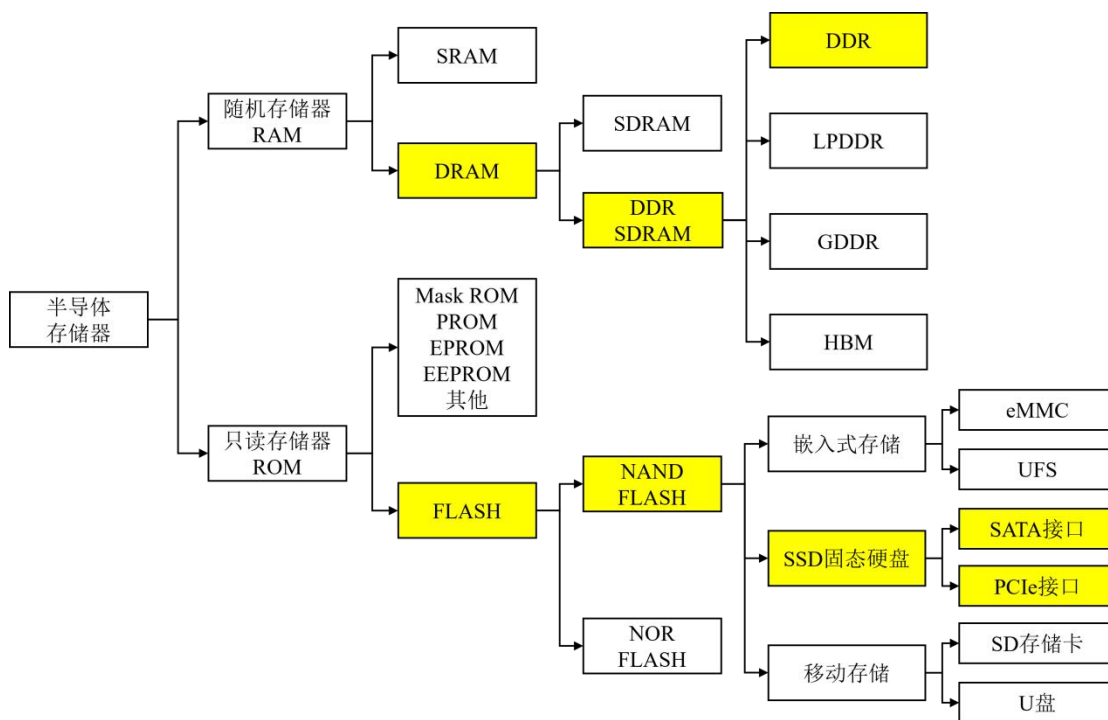 半导体
存储器
随机存储器
RAM
SRAM
DRAM
SDRAM
DDR
SDRAM
DDR
LPDDR
GDDR
HBM
只读存储器
ROM
Mask ROM
PROM
EPROM
EEPROM
其他
FLASH
NAND
FLASH
嵌入式存储
eMMC
UFS
SSD固态硬盘
SATA接口
PCIe接口
移动存储
SD存储卡
U盘
NOR
FLASH